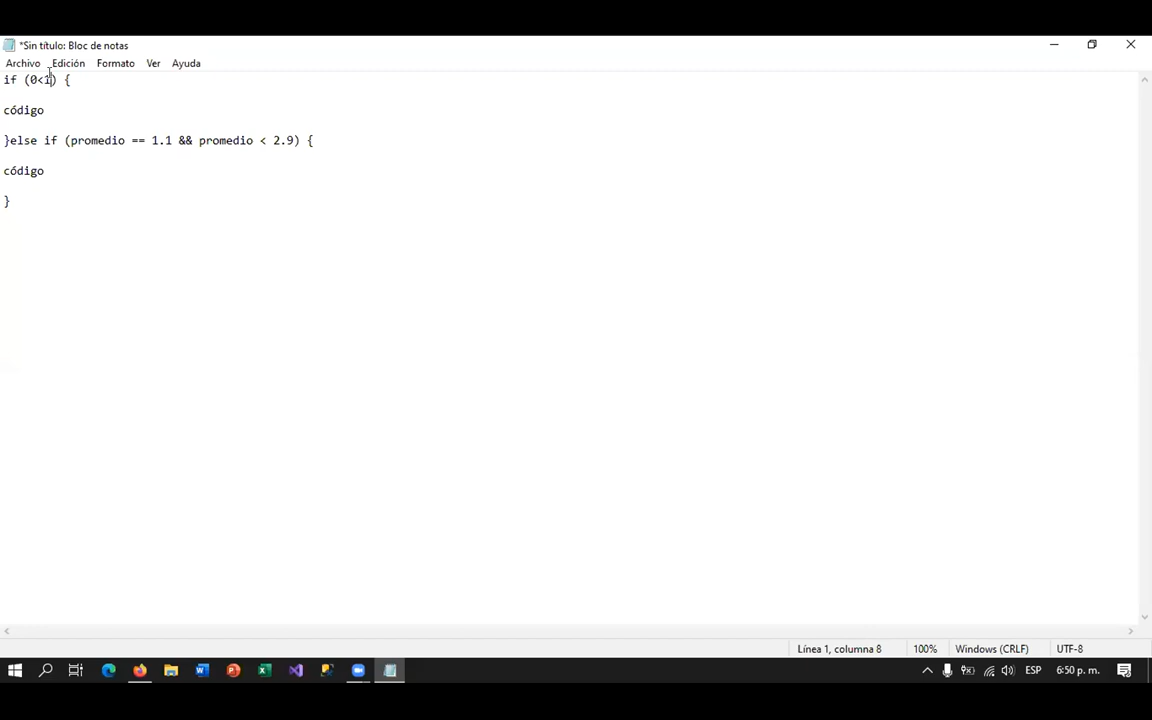 *Sin título: Bloc de notas
Archivo Edición Formato Ver Ayuda
if (0<1) {
código
}else if (promedio == 1.1 && promedio < 2.9) {
código
}
Línea 1, columna 8 100% Windows (CRLF) UTF-8
ESP 6:50 p. m.